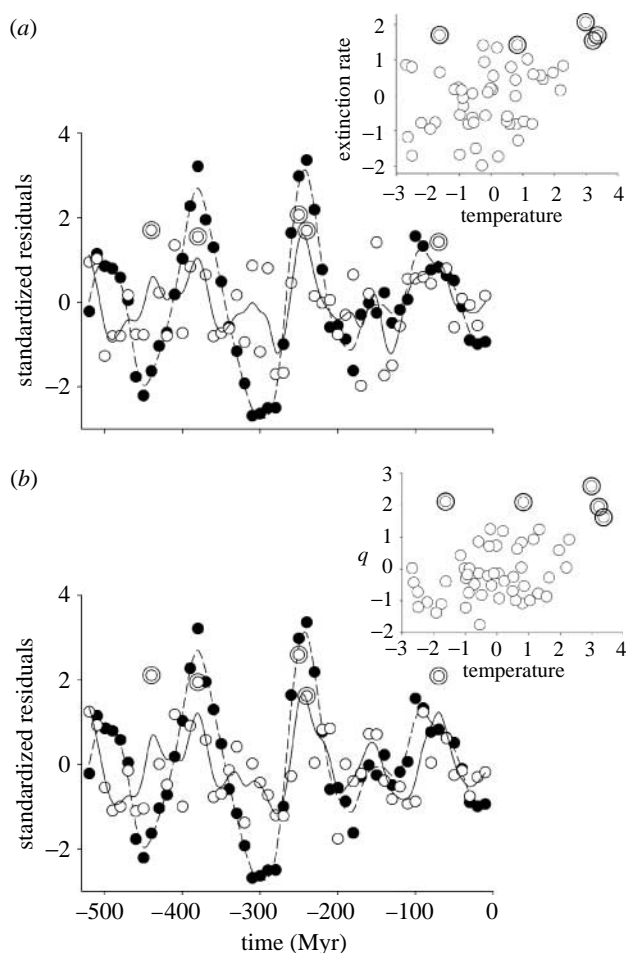 (a)
2
1
0
−1
−2
extinction rate
−3 −2 −1 0 1 2 3 4
temperature
4
2
0
−2
standardized residuals
(b)
3
2
1
0
−1
−2
q
−3 −2 −1 0 1 2 3 4
temperature
4
2
0
−2
standardized residuals
−500 −400 −300 −200 −100 0
time (Myr)